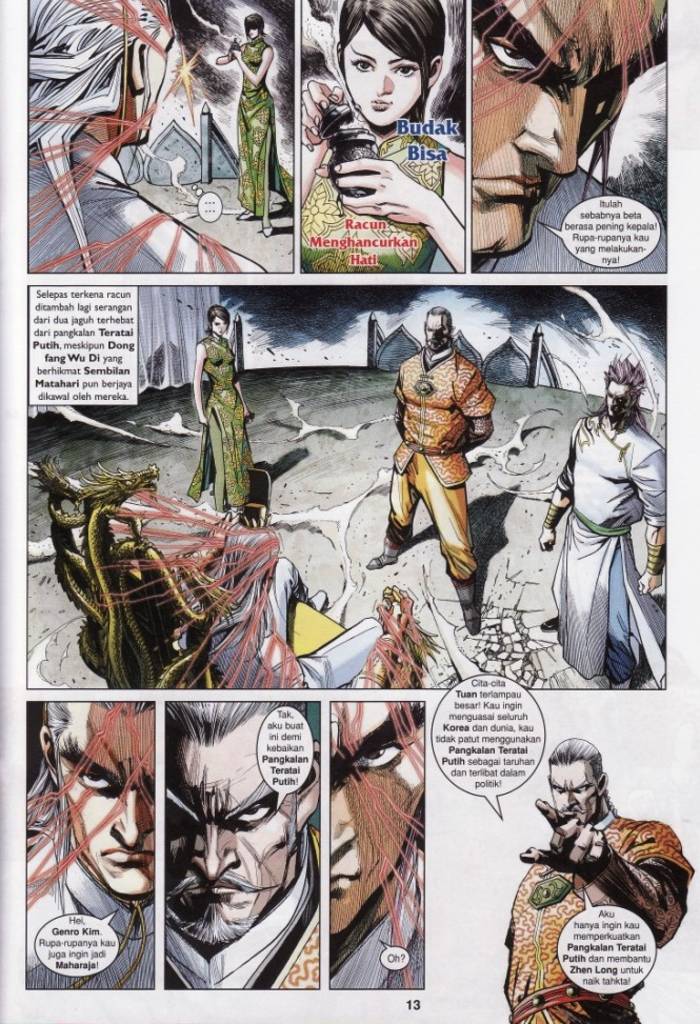 ...
Budak
Bisa
Racun
Menghancurkan
Hati
Itulah
sebabnya beta
berasa pening kepala!
Rupa-rupanya kau
yang melakukan-
nya!
Selepas terkena racun
ditambah lagi serangan
dari dua jaguh terhebat
dari pangkalan Teratai
Putih, meskipun Dong
fang Wu Di yang
berhikmat Sembilan
Matahari pun berjaya
dikawal oleh mereka.
Hei,
Genro Kim.
Rupa-rupanya kau
juga ingin jadi
Maharaja!
Tak,
aku buat
ini demi
kebaikan
Pangkalan
Teratai
Putih!
Oh?
Cita-cita
Tuan terlampau
besar! Kau ingin
menguasai seluruh
Korea dan dunia, kau
tidak patut menggunakan
Pangkalan Teratai
Putih sebagai taruhan
dan terlibat dalam
politik!
Aku
hanya ingin kau
memperkuatkan
Pangkalan Teratai
Putih dan membantu
Zhen Long untuk
naik tahkta!
13